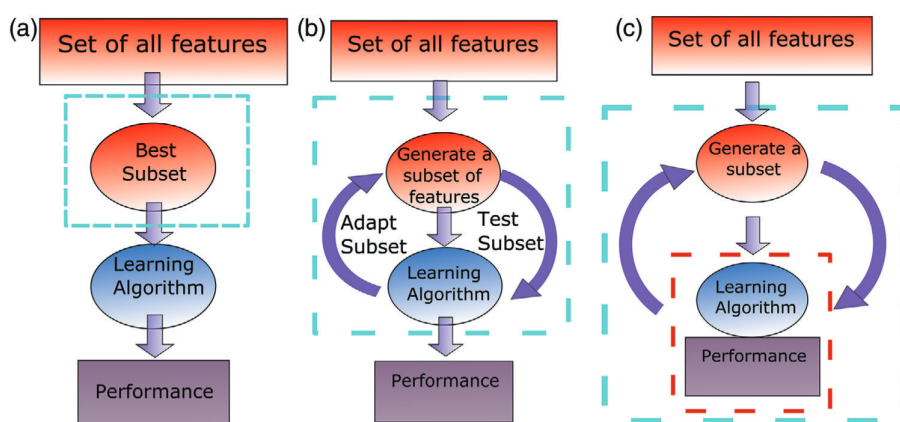 (a)
Set of all features
Best
Subset
Learning
Algorithm
Performance
(b)
Set of all features
Generate a
subset of
features
Adapt
Subset
Test
Subset
Learning
Algorithm
Performance
(c)
Set of all features
Generate a
subset
Learning
Algorithm
Performance